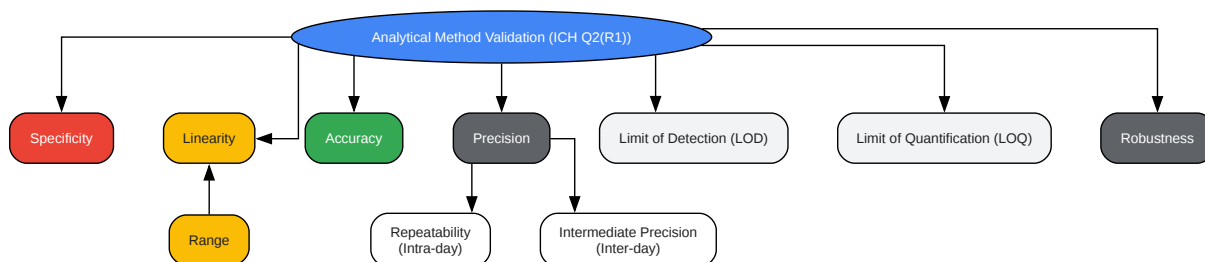 Analytical Method Validation (ICH Q2(R1))
Specificity
Linearity
Accuracy
Precision
Limit of Detection (LOD)
Limit of Quantification (LOQ)
Robustness
Range
Repeatability
(Intra-day)
Intermediate Precision
(Inter-day)